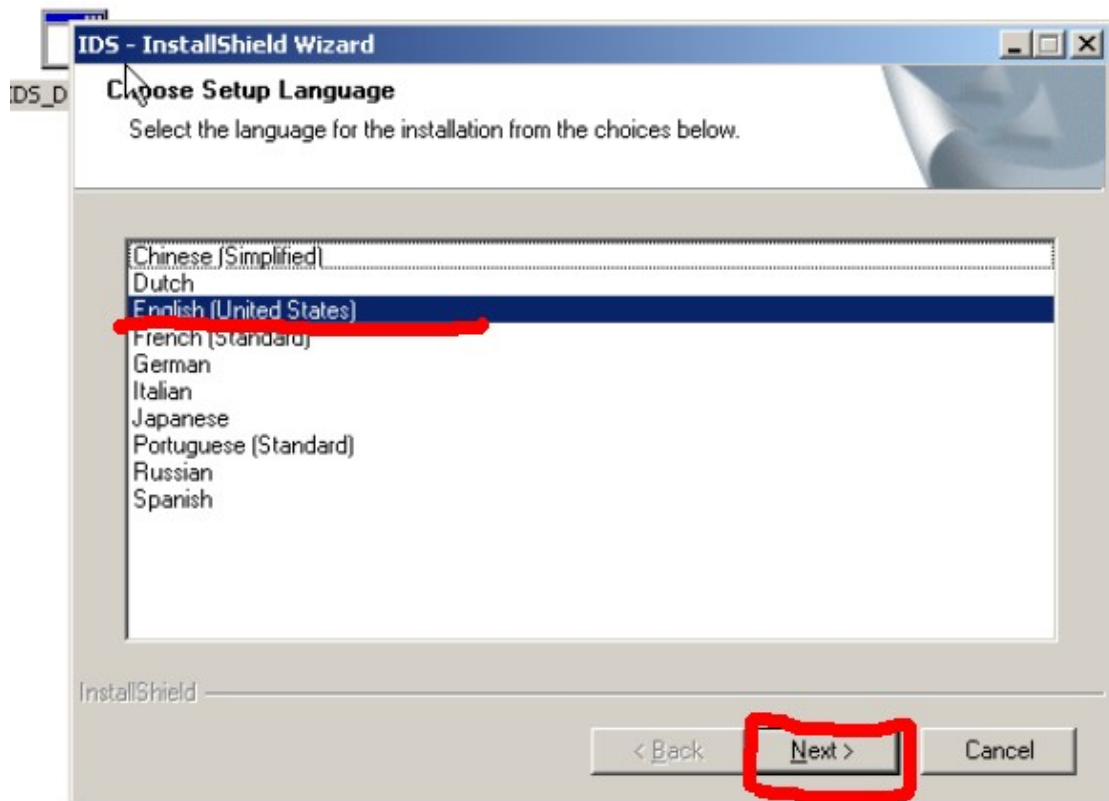 IDS - InstallShield Wizard
IDS_D
Choose Setup Language
Select the language for the installation from the choices below.
Chinese (Simplified)
Dutch
English (United States)
French (Standard)
German
Italian
Japanese
Portuguese (Standard)
Russian
Spanish
InstallShield
< Back
Next >
Cancel